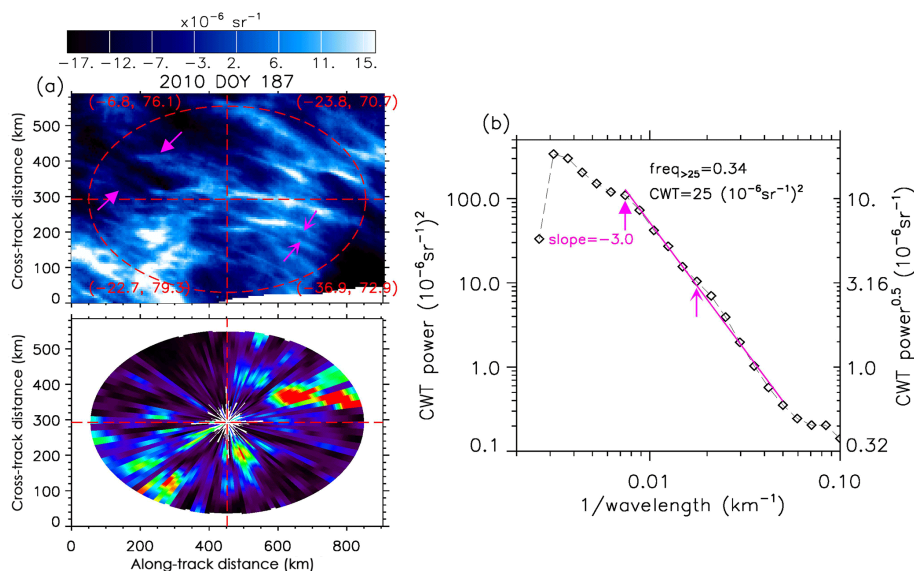 x10⁻⁶ sr⁻¹
−17. −12. −7. −2. 2. 6. 11. 15.
(a)
2010 DOY 187
(−6.8, 76.1) (−23.8, 70.7)
(−22.7, 79.3) (−36.9, 72.9)
Cross-track distance (km)
500
400
300
200
100
0
Cross-track distance (km)
500
400
300
200
100
0
0 200 400 600 800
Along-track distance (km)
(b)
freq>25=0.34
CWT=25 (10⁻⁶sr⁻¹)²
slope=−3.0
CWT power (10⁻⁶sr⁻¹)²
100.0
10.0
1.0
0.1
0.01 0.10
1/wavelength (km⁻¹)
10.
3.16
1.0
0.32
CWT power⁰·⁵ (10⁻⁶sr⁻¹)